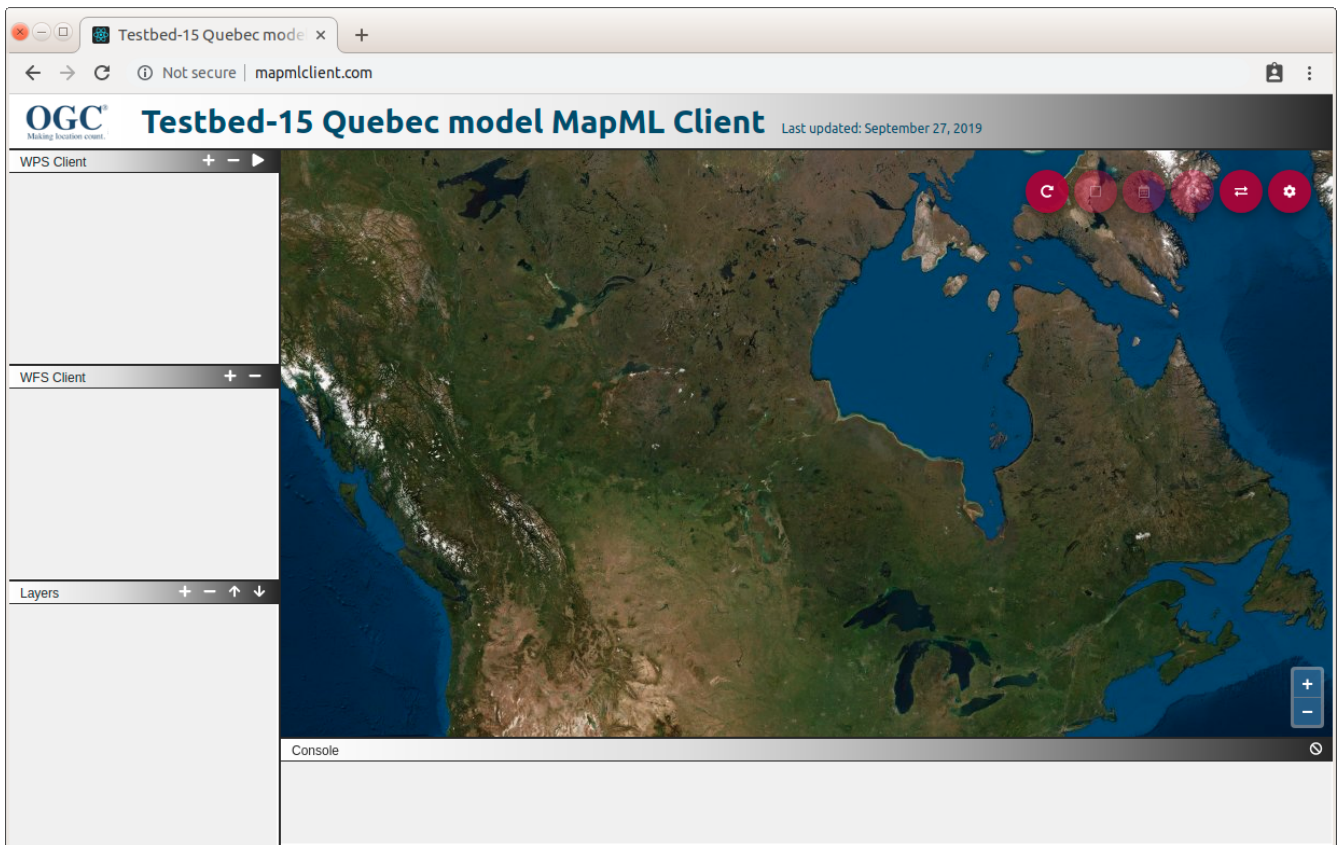 Testbed-15 Quebec mode
Not secure | mapmlclient.com
OGC®
Making location count.
Testbed-15 Quebec model MapML Client Last updated: September 27, 2019
WPS Client
WFS Client
Layers
Console